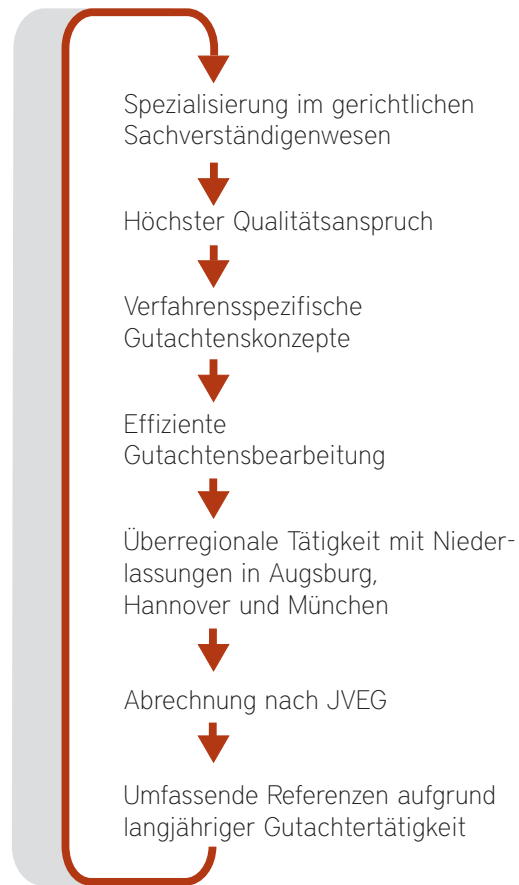 Spezialisierung im gerichtlichen
Sachverständigenwesen
Höchster Qualitätsanspruch
Verfahrensspezifische
Gutachtenskonzepte
Effiziente
Gutachtensbearbeitung
Überregionale Tätigkeit mit Nieder-
lassungen in Augsburg,
Hannover und München
Abrechnung nach JVEG
Umfassende Referenzen aufgrund
langjähriger Gutachtertätigkeit